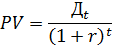 PV = Д_t / (1 + r)^t